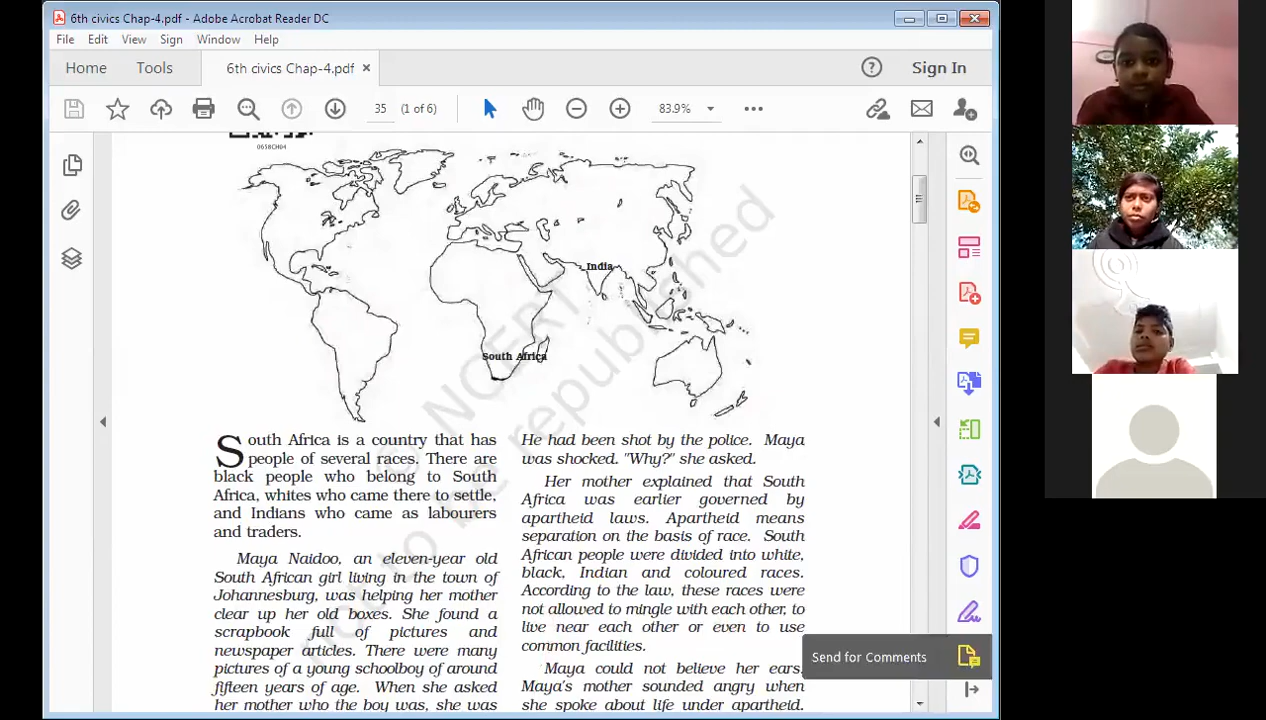 6th civics Chap-4.pdf - Adobe Acrobat Reader DC
File Edit View Sign Window Help
Home Tools 6th civics Chap-4.pdf × Sign In
35 (1 of 6) 83.9%
0658CH04
India
South Africa
© NCERT
not to be republished
South Africa is a country that has
people of several races. There are
black people who belong to South
Africa, whites who came there to settle,
and Indians who came as labourers
and traders.
Maya Naidoo, an eleven-year old
South African girl living in the town of
Johannesburg, was helping her mother
clear up her old boxes. She found a
scrapbook full of pictures and
newspaper articles. There were many
pictures of a young schoolboy of around
fifteen years of age. When she asked
her mother who the boy was, she was
He had been shot by the police. Maya
was shocked. "Why?" she asked.
Her mother explained that South
Africa was earlier governed by
apartheid laws. Apartheid means
separation on the basis of race. South
African people were divided into white,
black, Indian and coloured races.
According to the law, these races were
not allowed to mingle with each other, to
live near each other or even to use
common facilities.
Maya could not believe her ears.
Maya's mother sounded angry when
she spoke about life under apartheid.
Send for Comments